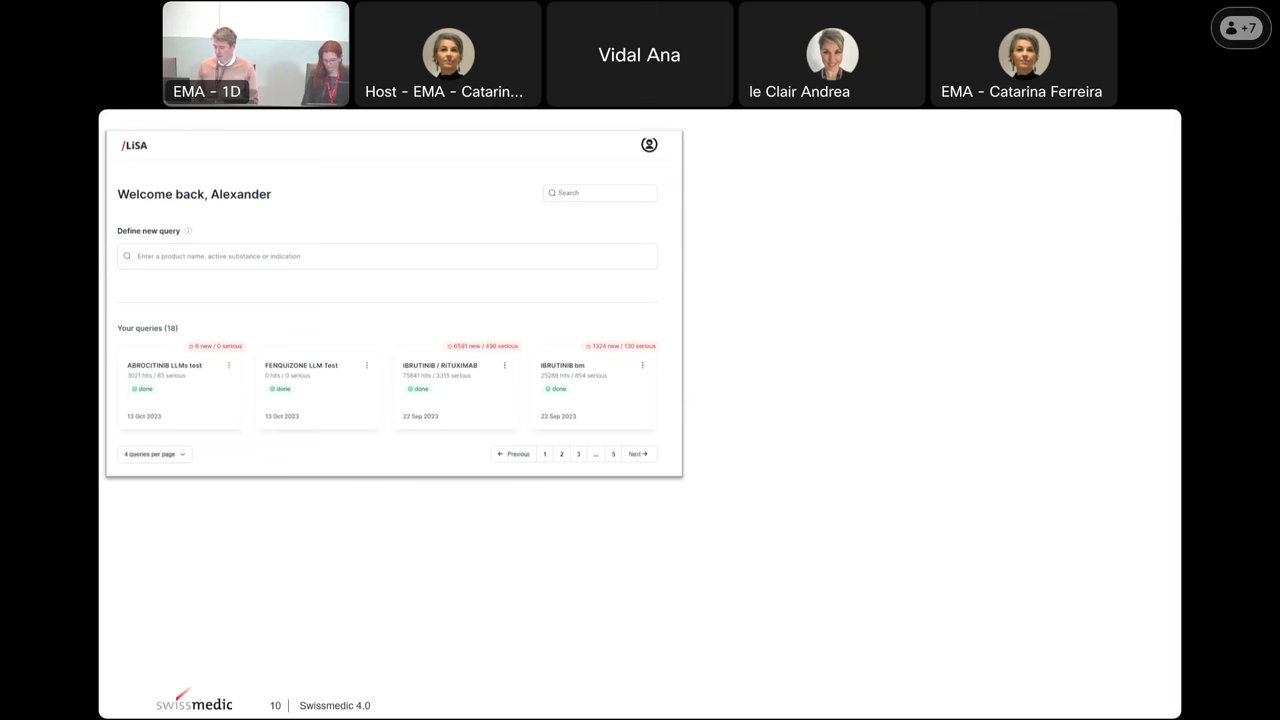 EMA - 1D
Host - EMA - Catarin...
Vidal Ana
le Clair Andrea
EMA - Catarina Ferreira
+7
/LiSA
Welcome back, Alexander
Search
Define new query
Enter a product name, active substance or indication
Your queries (18)
6 new / 0 serious
6591 new / 496 serious
1324 new / 130 serious
ABROCITINIB LLMs test
FENQUIZONE LLM Test
IBRUTINIB / RITUXIMAB
IBRUTINIB bm
3021 hits / 65 serious
0 hits / 0 serious
75841 hits / 3315 serious
25288 hits / 854 serious
done
done
done
done
13 Oct 2023
13 Oct 2023
22 Sep 2023
22 Sep 2023
4 queries per page
Previous 1 2 3 ... 5 Next
swissmedic
10 | Swissmedic 4.0